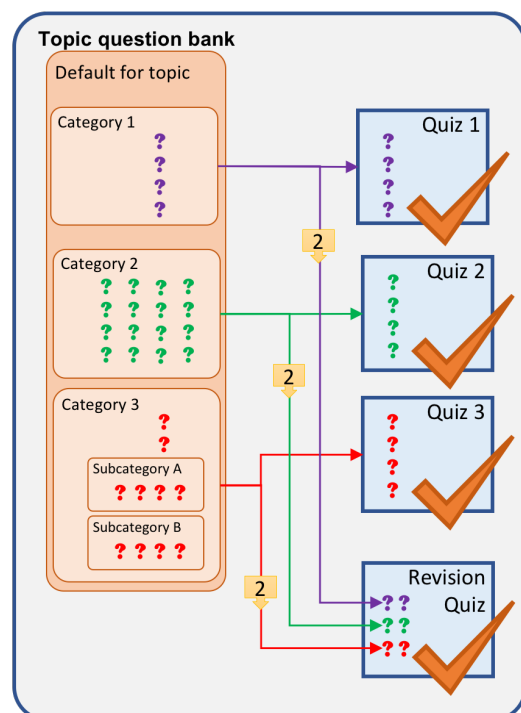 Topic question bank
Default for topic
Category 1
?
?
?
?
Quiz 1
?
?
?
?
2
Category 2
? ? ? ?
? ? ? ?
? ? ? ?
? ? ? ?
Quiz 2
?
?
?
?
2
Category 3
?
?
Subcategory A
? ? ? ?
Subcategory B
? ? ? ?
Quiz 3
?
?
?
?
2
Revision
Quiz
? ?
? ?
? ?